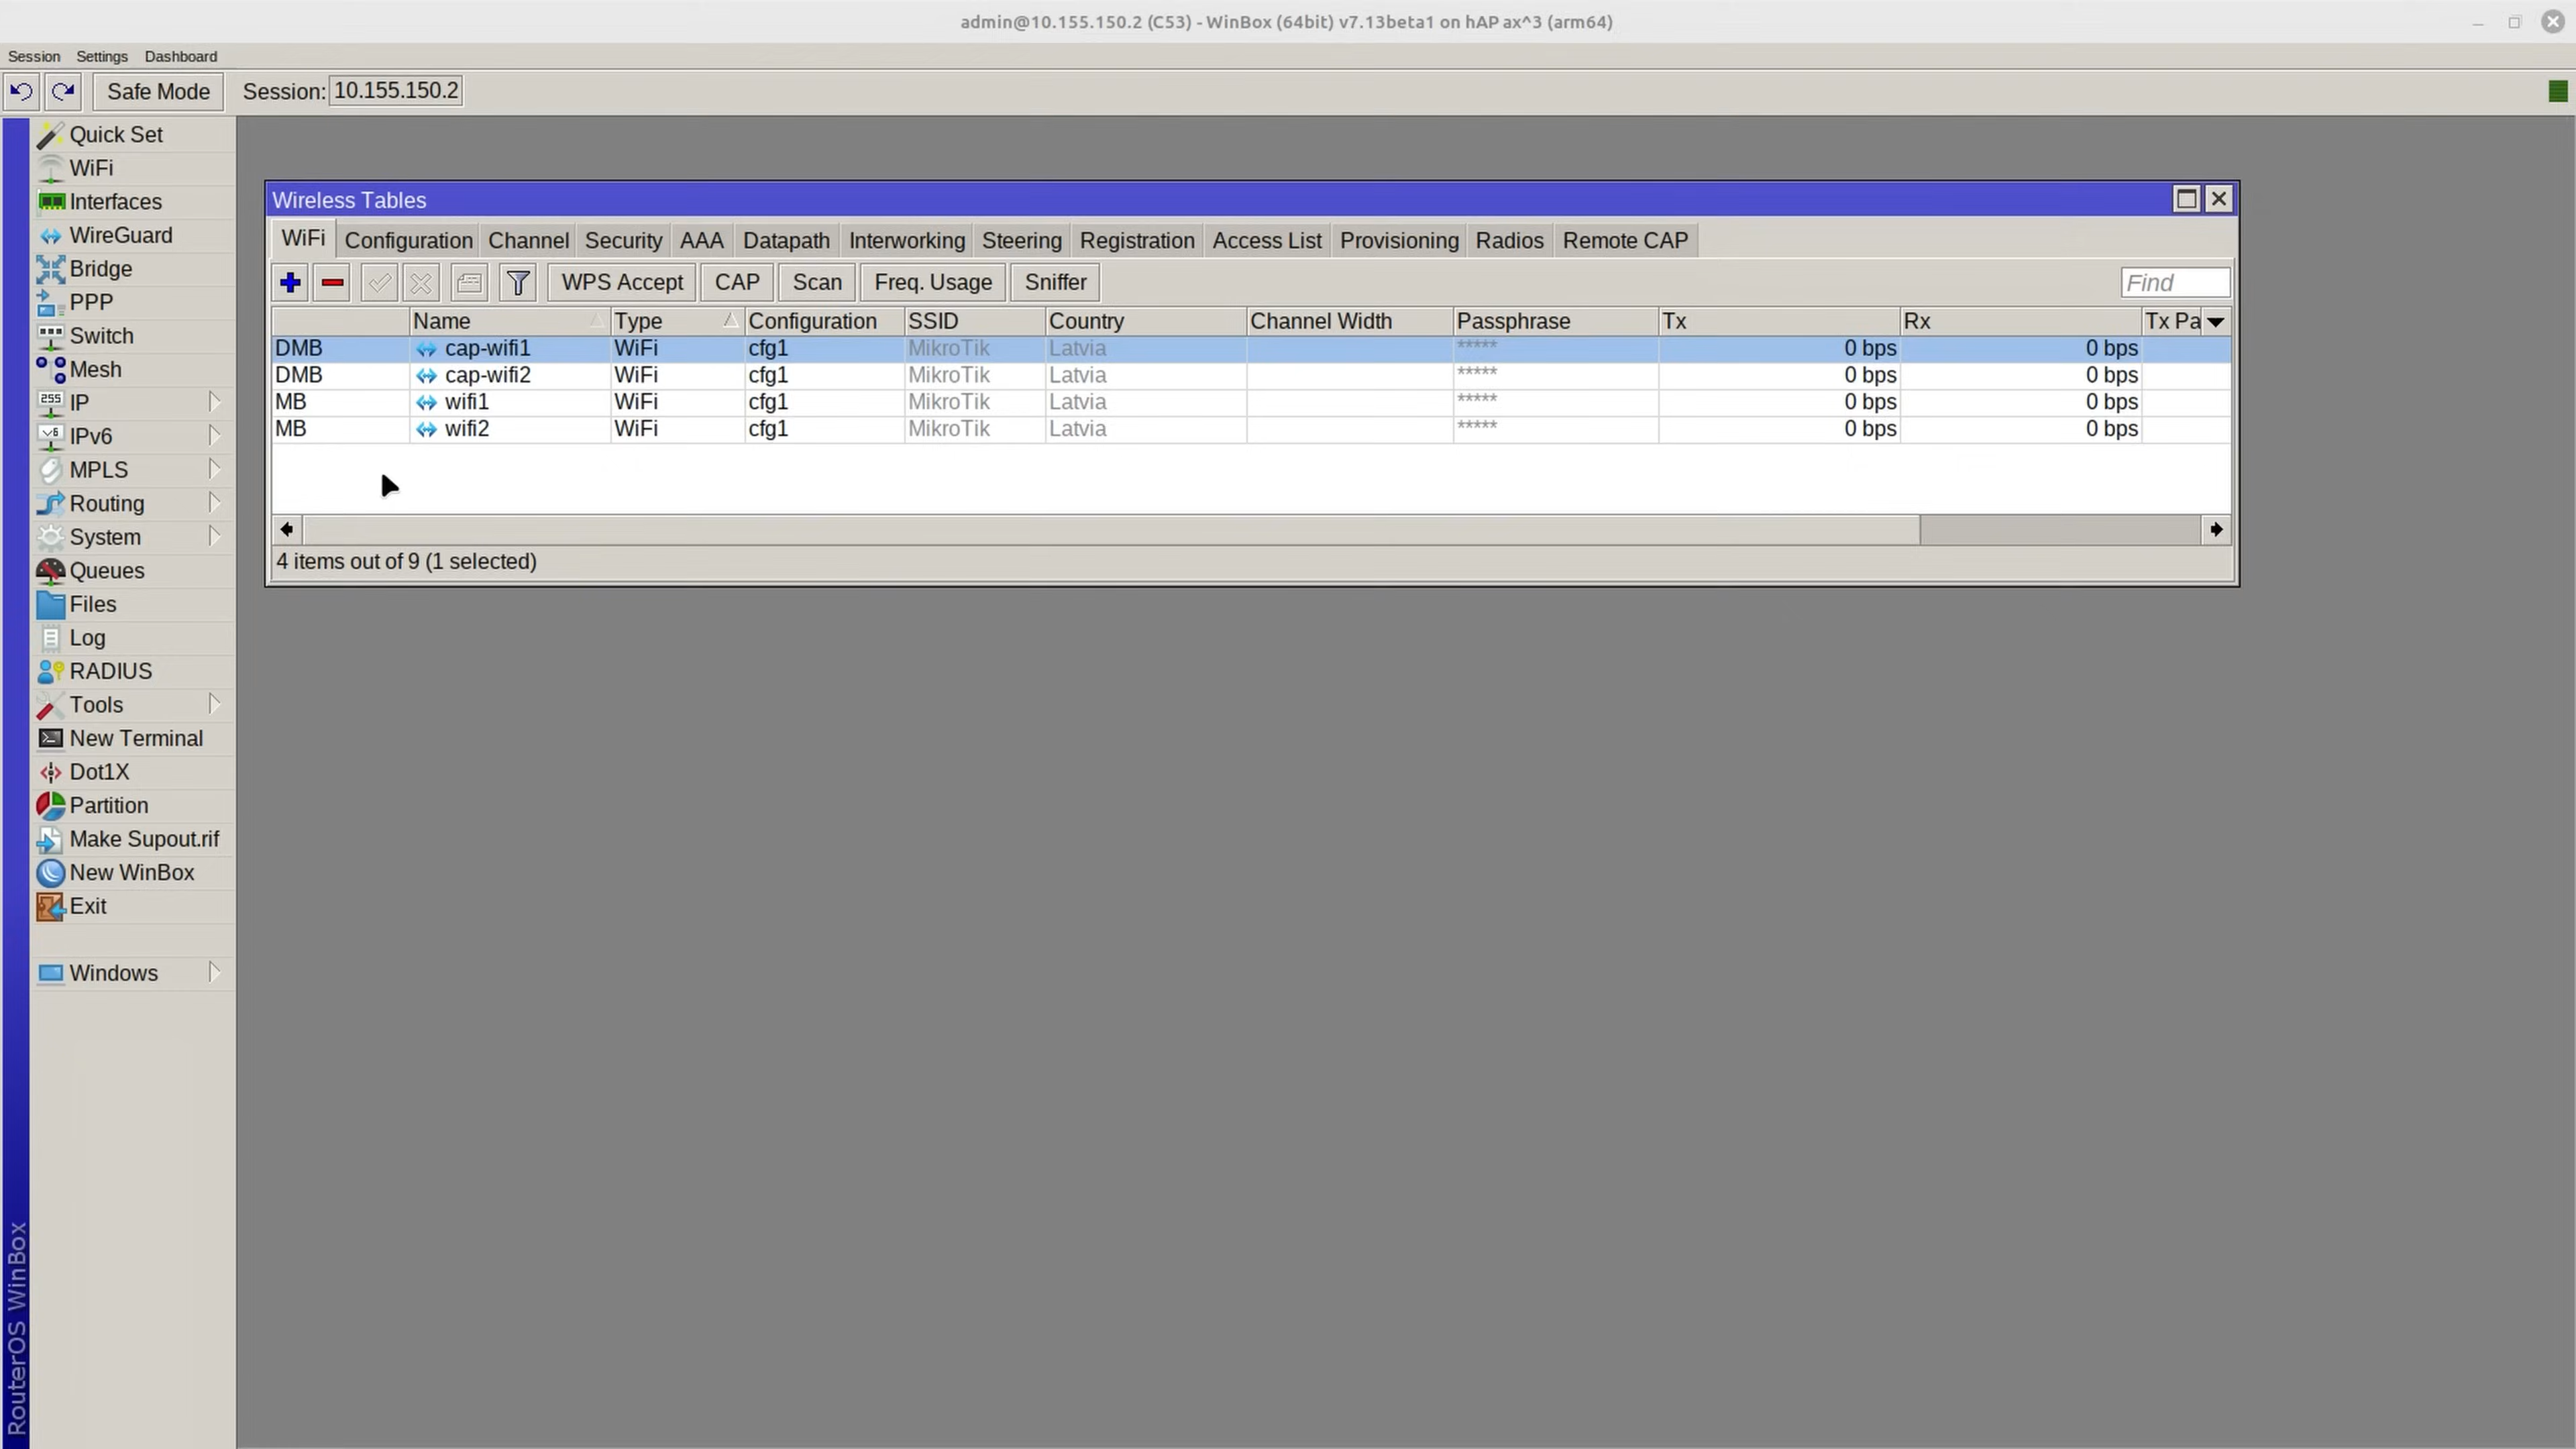 admin@10.155.150.2 (C53) - WinBox (64bit) v7.13beta1 on hAP ax^3 (arm64)
Session Settings Dashboard
Safe Mode Session: 10.155.150.2
Quick Set
WiFi
Interfaces
WireGuard
Bridge
PPP
Switch
Mesh
IP
IPv6
MPLS
Routing
System
Queues
Files
Log
RADIUS
Tools
New Terminal
Dot1X
Partition
Make Supout.rif
New WinBox
Exit
Windows
RouterOS WinBox
Wireless Tables
WiFi Configuration Channel Security AAA Datapath Interworking Steering Registration Access List Provisioning Radios Remote CAP
WPS Accept CAP Scan Freq. Usage Sniffer Find
Name Type Configuration SSID Country Channel Width Passphrase Tx Rx Tx Pa
DMB cap-wifi1 WiFi cfg1 MikroTik Latvia ***** 0 bps 0 bps
DMB cap-wifi2 WiFi cfg1 MikroTik Latvia ***** 0 bps 0 bps
MB wifi1 WiFi cfg1 MikroTik Latvia ***** 0 bps 0 bps
MB wifi2 WiFi cfg1 MikroTik Latvia ***** 0 bps 0 bps
4 items out of 9 (1 selected)